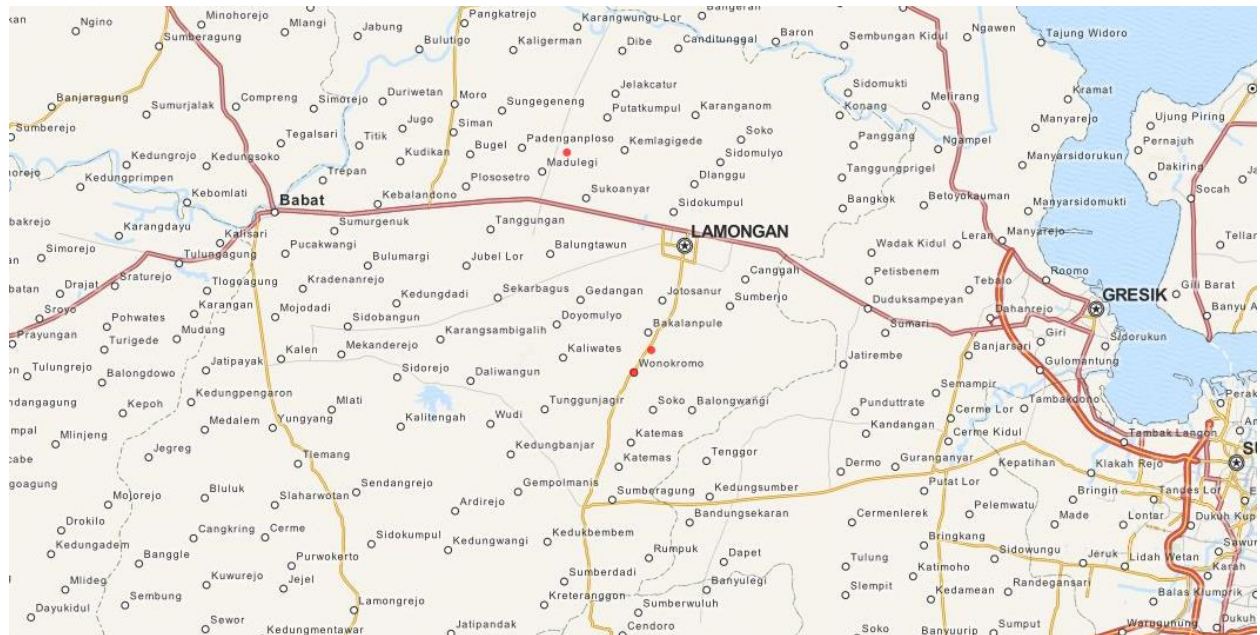 Ngino
Minohorejo
Mlangi
Jabung
Pangkatrejo
Karangwungu Lor
Sumberagung
Bulutigo
Kaligerman
Dibe
Canditunggal
Baron
Sembungan Kidul
Ngawen
Tajung Widoro
Banjaragung
Sumurjalak
Compreng
Simorejo
Duriwetan
Moro
Sungegeneng
Jelakcatur
Putatkumpul
Karanganom
Sidomukti
Konang
Melirang
Kramat
Manyarejo
Ujung Piring
Sumberejo
Tegalsari
Titik
Jugo
Siman
Padenganploso
Kemlagigede
Soko
Panggang
Ngampel
Pernajuh
Kedungrojo
Kedungsoko
Kudikan
Bugel
Madulegi
Sidomulyo
Tanggungprigel
Manyarsidorukun
Dakiring
Kedungprimpen
Trepan
Plososetro
Dlanggu
Socah
Kebomlati
Babat
Kebalandono
Sukoanyar
Sidokumpul
Bangkok
Betoyokauman
Manyarsidomukti
Karangdayu
Kalisari
Sumurgenuk
Tanggungan
LAMONGAN
Leran
Manyarejo
Simorejo
Tulungagung
Pucakwangi
Bulumargi
Jubel Lor
Balungtawun
Wadak Kidul
Drajat
Sraturejo
Tlogoagung
Kradenanrejo
Canggah
Petisbenem
Tebalo
Roomo
Gili Barat
Sroyo
Karangan
Mojodadi
Kedungdadi
Sekarbagus
Gedangan
Jotosanur
Sumberjo
Duduksampeyan
Dahanrejo
GRESIK
Pohwates
Mudung
Sidobangun
Karangsambigalih
Doyomulyo
Bakalanpule
Sumari
Giri
Sidorukun
Prayungan
Turigede
Jatipayak
Kalen
Mekanderejo
Kaliwates
Wonokromo
Jatirembe
Banjarsari
Gulomantung
Tulungrejo
Balongdowo
Kedungpengaron
Sidorejo
Daliwangun
Semampir
Kepoh
Medalem
Yungyang
Mlati
Kalitengah
Wudi
Tunggunjagir
Soko
Balongwangi
Punduttrate
Cerme Lor
Tambakdono
Mlinjeng
Jegreg
Kedungbanjar
Katemas
Kandangan
Cerme Kidul
Tambak Langon
Tiemang
Katemas
Tenggor
Dermo
Guranganyar
Kepatihan
Klakah Rejo
Mojorejo
Bluluk
Slaharwotan
Sendangrejo
Ardirejo
Gempolmanis
Sumberagung
Kedungsumber
Putat Lor
Bringin
Tandes Lor
Drokilo
Cangkring
Cerme
Sidokumpul
Kedungwangi
Kedukbembem
Bandungsekaran
Cermenlerek
Pelemwatu
Made
Lontar
Kedungadem
Banggle
Purwokerto
Rumpuk
Dapet
Tulung
Bringkang
Sidowungu
Jeruk
Lidah Wetan
Mlideg
Kuwurejo
Jejel
Sumberdadi
Banyulegi
Slempit
Katimoho
Randegansari
Karah
Dayukidul
Sembung
Lamongrejo
Kreteranggon
Sumberwuluh
Kedamean
Balas Klumprik
Sewor
Kedungmentawar
Jatipandak
Cendoro
Soko
Banyuurip
Sumput
Warugunung